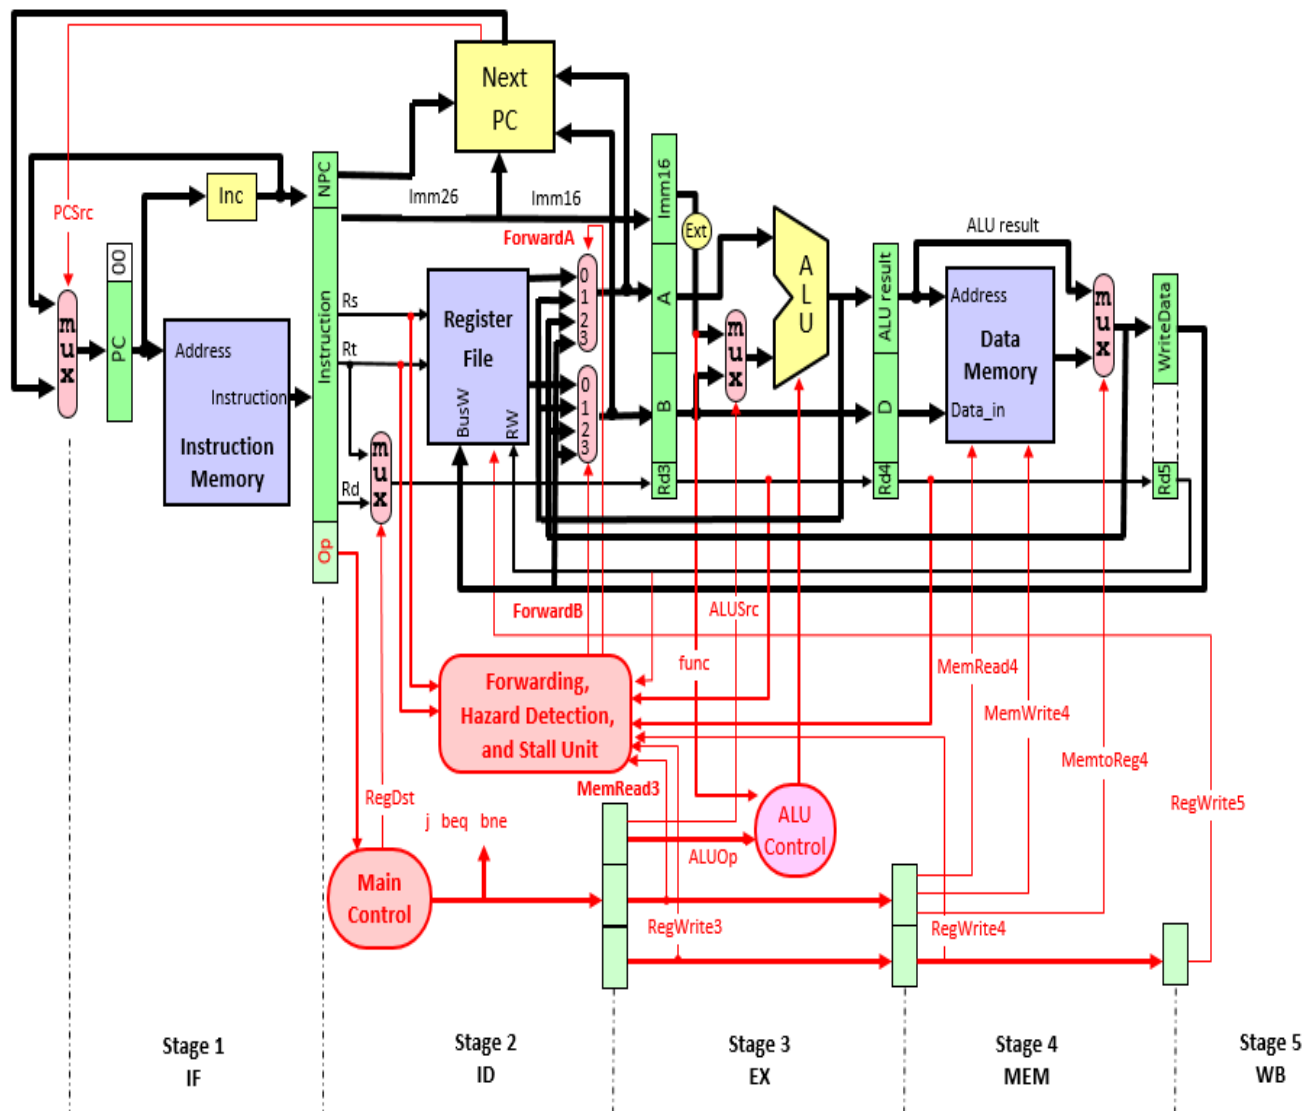 Next
PC
NPC
Inc
Imm26
Imm16
Imm16
PCSrc
ForwardA
Ext
ALU result
00
A
L
U
0
1
2
3
Register
File
Rs
Rt
A
ALU result
Address
Data
Memory
Data_in
m
u
x
WriteData
m
u
x
PC
Address
Instruction
Instruction
Memory
Instruction
BusW
RW
0
1
2
3
B
m
u
x
D
m
u
x
Rd
Rd3
Rd4
Rd5
Op
ForwardB
ALUSrc
func
MemRead4
MemWrite4
MemtoReg4
RegWrite5
Forwarding,
Hazard Detection,
and Stall Unit
MemRead3
RegDst
j beq bne
ALU
Control
ALUOp
Main
Control
RegWrite3
RegWrite4
Stage 1
IF
Stage 2
ID
Stage 3
EX
Stage 4
MEM
Stage 5
WB